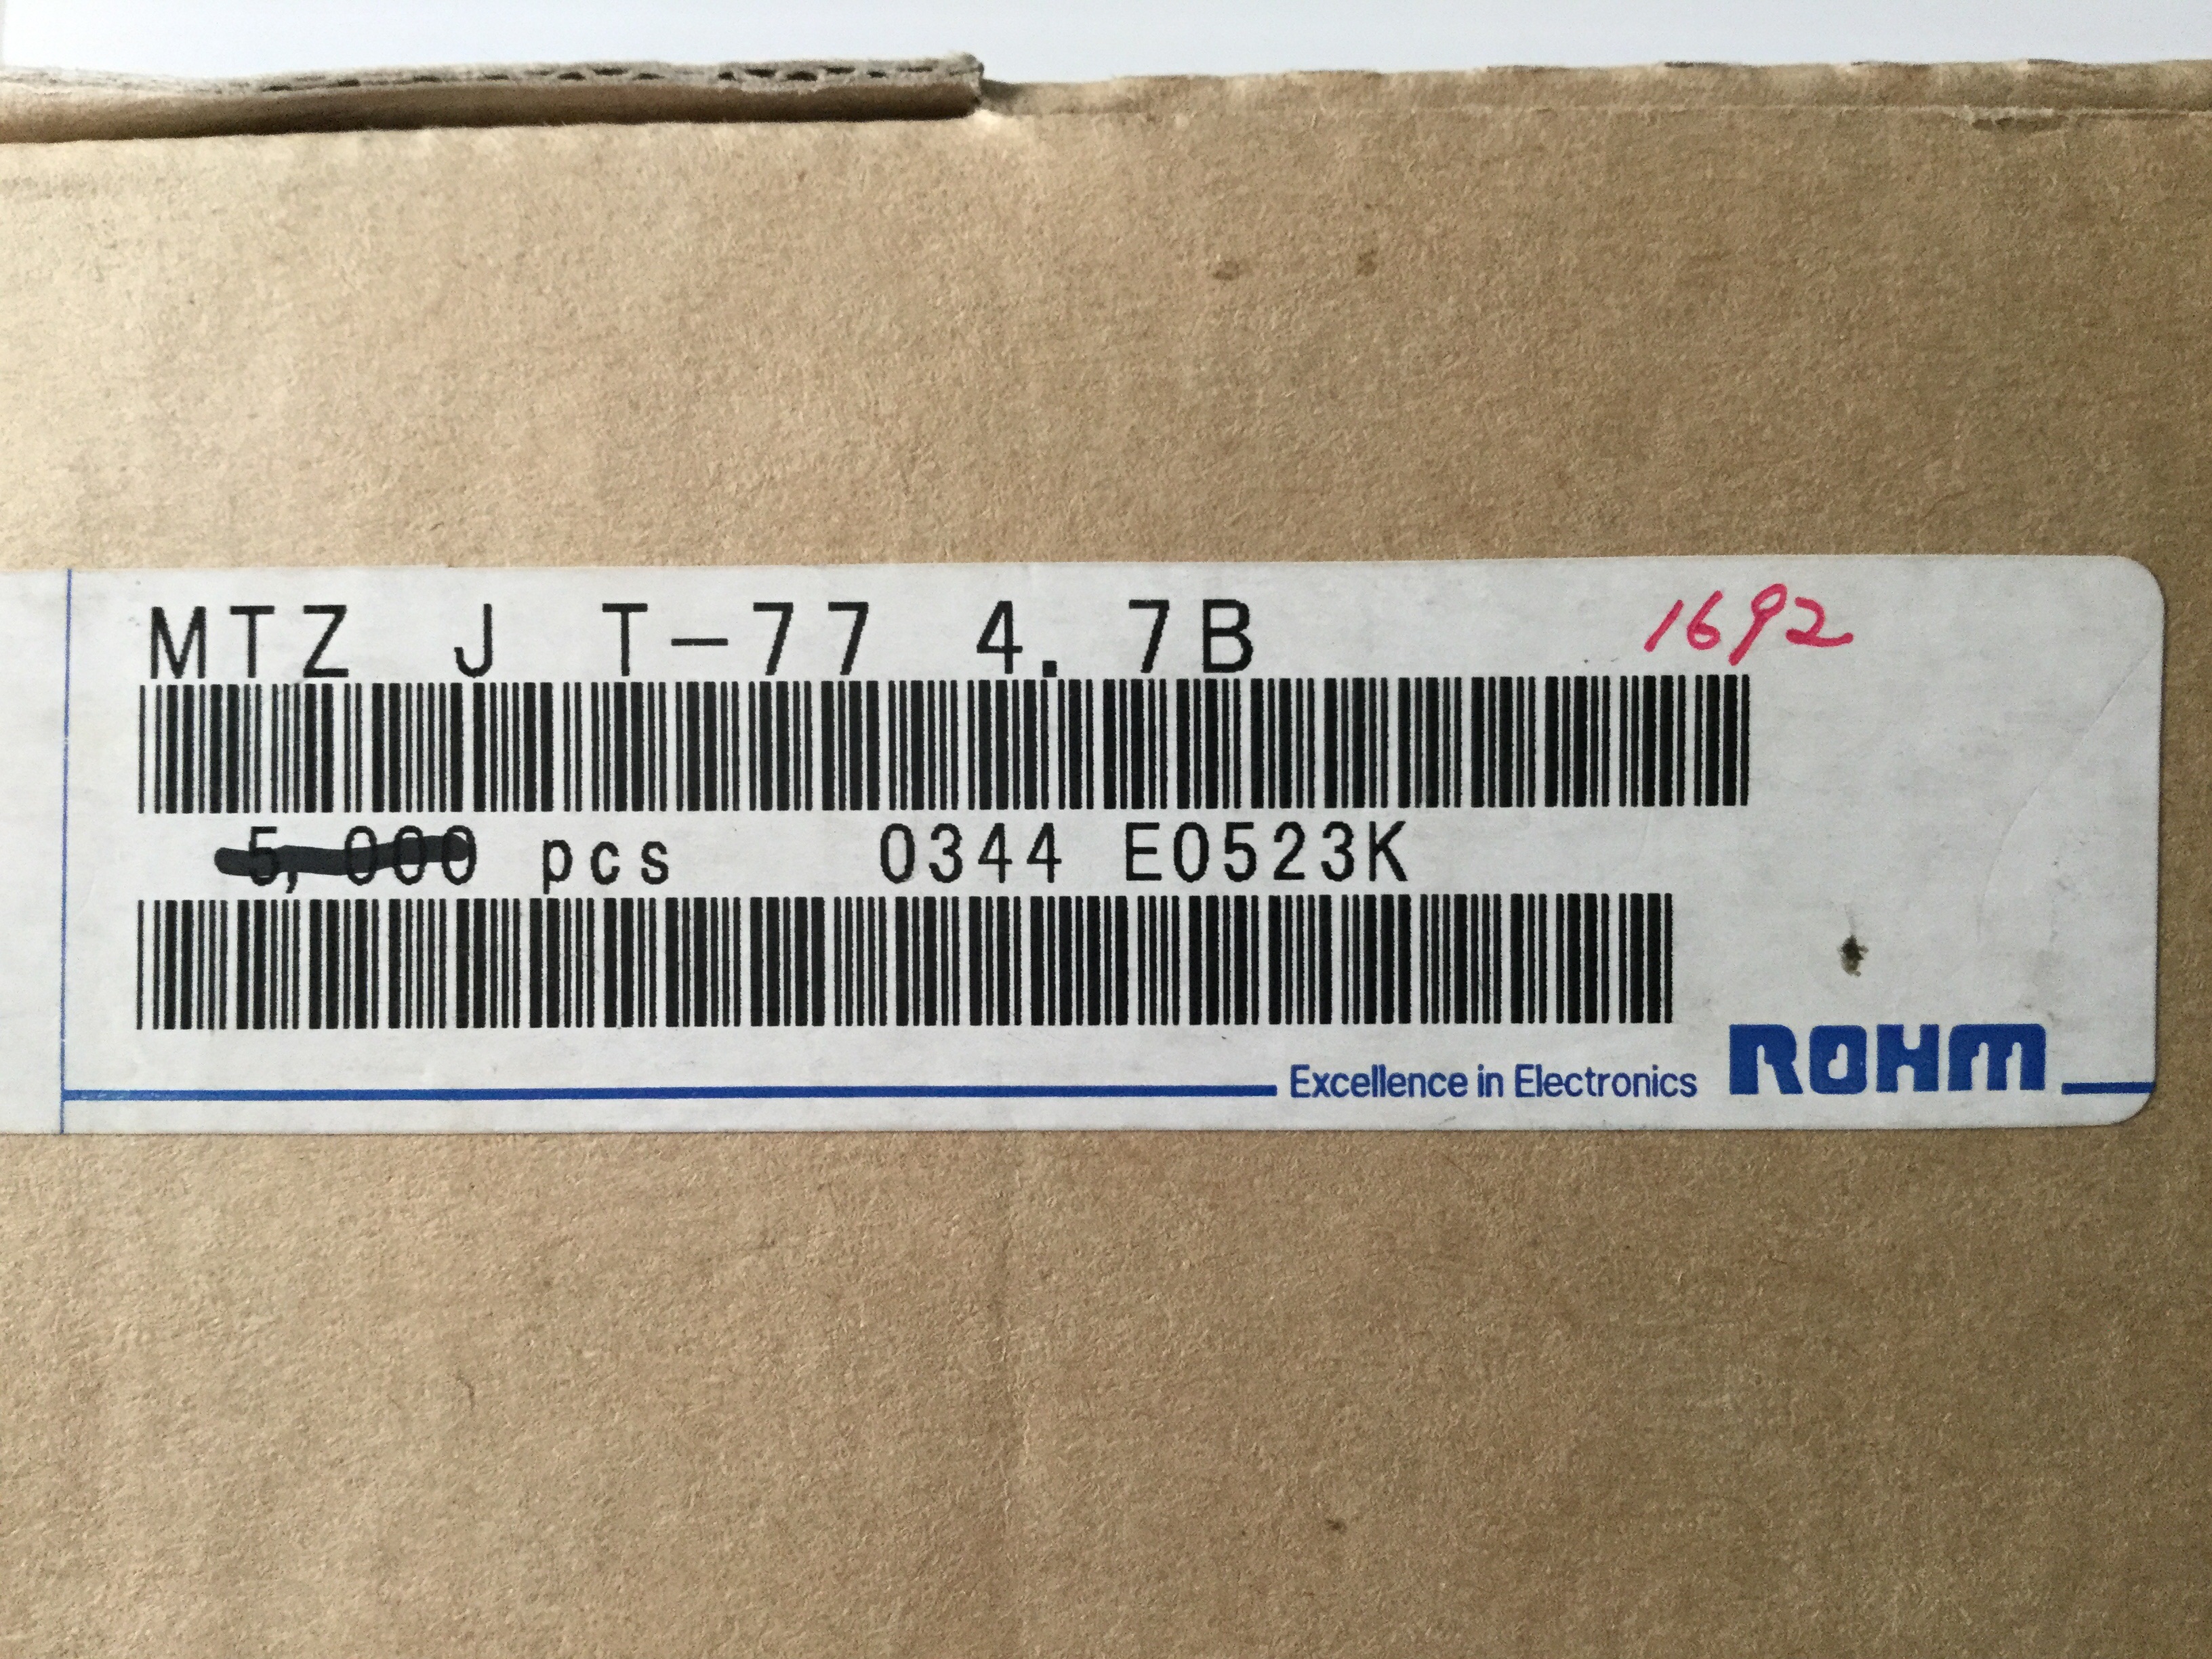 MTZ J T-77 4.7B 1692
5,000 pcs 0344 E0523K
Excellence in Electronics ROHM